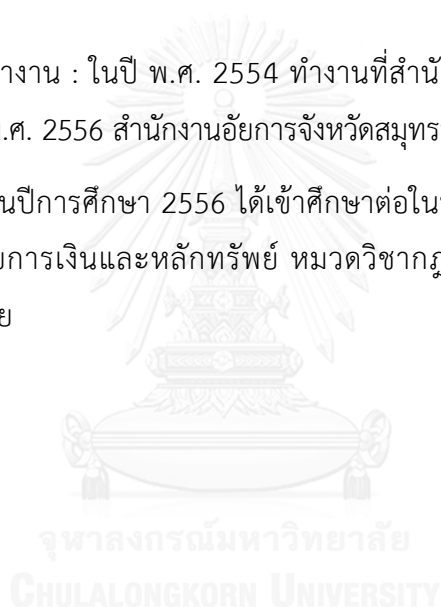 างาน : ในปี พ.ศ. 2554 ทำงานที่สำนั
.ศ. 2556 สำนักงานอัยการจังหวัดสมุทร
นปีการศึกษา 2556 ได้เข้าศึกษาต่อใน
ยการเงินและหลักทรัพย์ หมวดวิชากฎ
ย
จุฬาลงกรณ์มหาวิทยาลัย
CHULALONGKORN UNIVERSITY